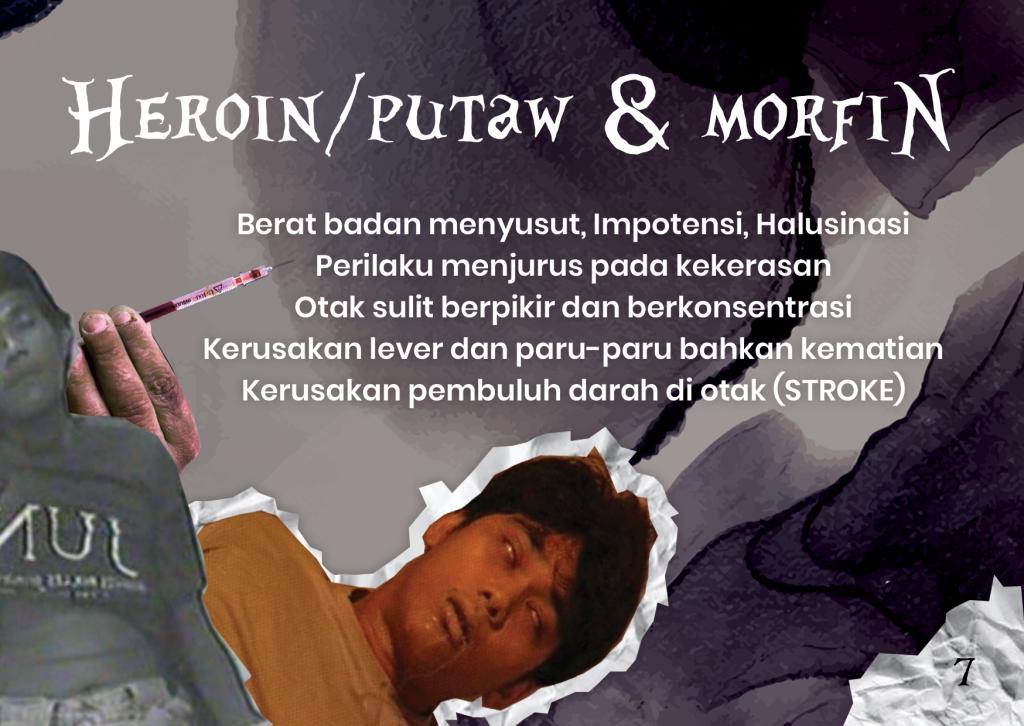 HEROIN/PUTAW & MORFIN
Berat badan menyusut, Impotensi, Halusinasi
Perilaku menjurus pada kekerasan
Otak sulit berpikir dan berkonsentrasi
Kerusakan lever dan paru-paru bahkan kematian
Kerusakan pembuluh darah di otak (STROKE)
7